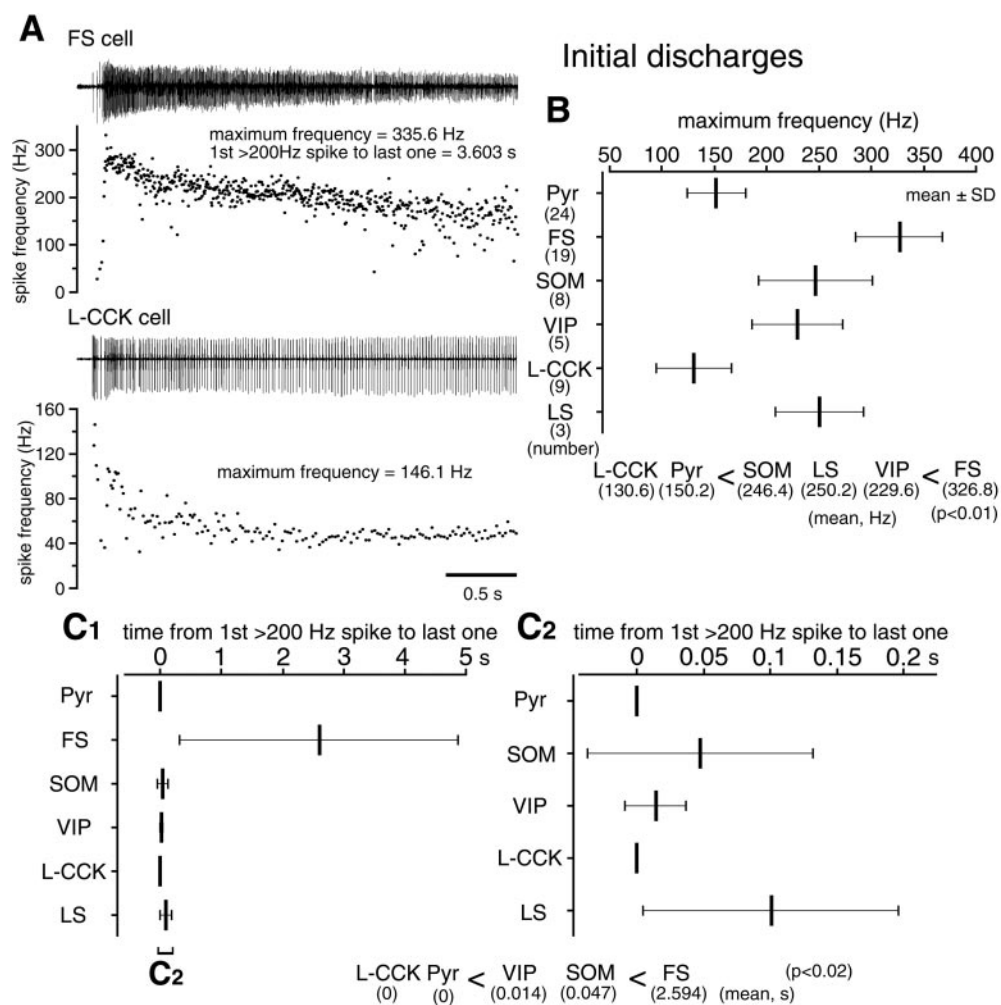 A
FS cell
maximum frequency = 335.6 Hz
1st >200Hz spike to last one = 3.603 s
spike frequency (Hz)
300
200
100
0
L-CCK cell
maximum frequency = 146.1 Hz
spike frequency (Hz)
160
120
80
40
0
0.5 s
Initial discharges
B
maximum frequency (Hz)
50 100 150 200 250 300 350 400
mean ± SD
Pyr
(24)
FS
(19)
SOM
(8)
VIP
(5)
L-CCK
(9)
LS
(3)
(number)
L-CCK Pyr < SOM LS VIP < FS
(130.6) (150.2) (246.4) (250.2) (229.6) (326.8)
(mean, Hz) (p<0.01)
C1 time from 1st >200 Hz spike to last one
0 1 2 3 4 5 s
Pyr
FS
SOM
VIP
L-CCK
LS
C2
C2 time from 1st >200 Hz spike to last one
0 0.05 0.1 0.15 0.2 s
Pyr
SOM
VIP
L-CCK
LS
L-CCK Pyr < VIP SOM < FS (p<0.02)
(0) (0) (0.014) (0.047) (2.594) (mean, s)